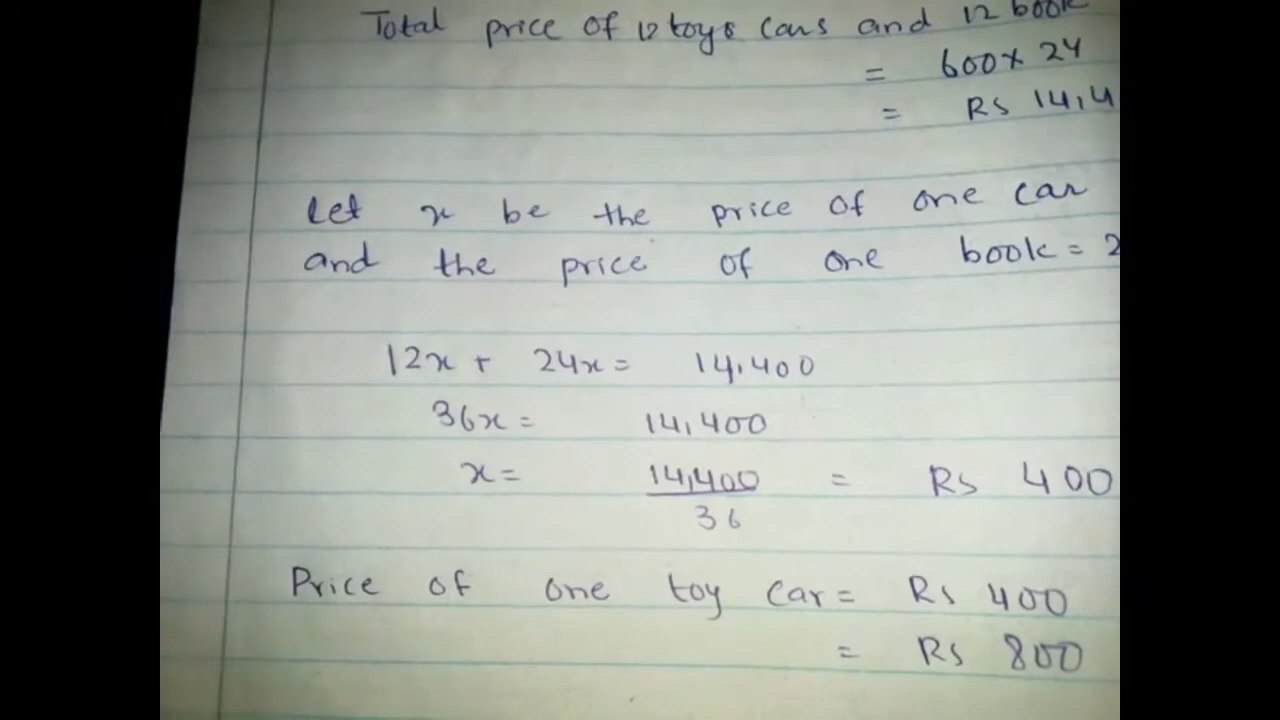 Total price of 12 toys cars and 12 book
= 600x 24
= RS 14,4
Let x be the price of one car
and the price of one book = 2
12x + 24x = 14,400
36x = 14,400
x = 14,400 = RS 400
36
Price of one toy car = RS 400
= RS 800